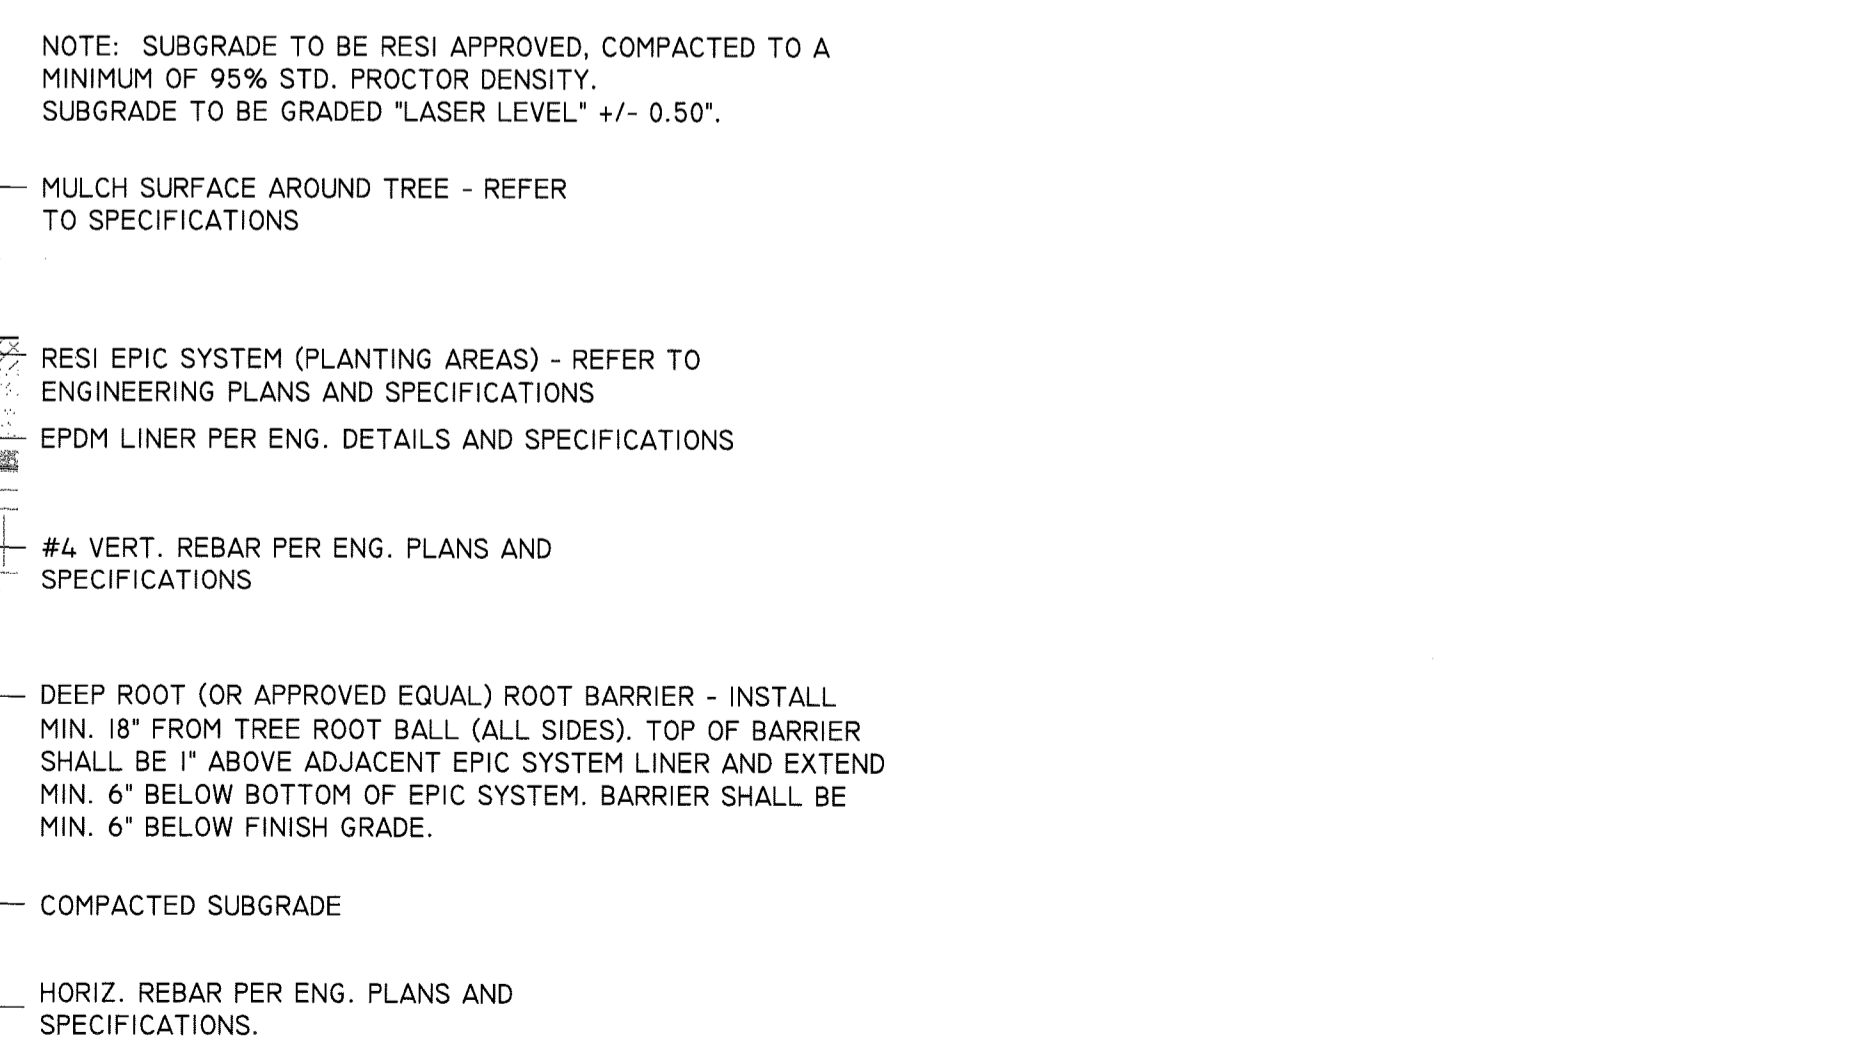 NOTE: SUBGRADE TO BE RESI APPROVED, COMPACTED TO A
MINIMUM OF 95% STD. PROCTOR DENSITY.
SUBGRADE TO BE GRADED "LASER LEVEL" +/- 0.50".
MULCH SURFACE AROUND TREE - REFER
TO SPECIFICATIONS
RESI EPIC SYSTEM (PLANTING AREAS) - REFER TO
ENGINEERING PLANS AND SPECIFICATIONS
EPDM LINER PER ENG. DETAILS AND SPECIFICATIONS
#4 VERT. REBAR PER ENG. PLANS AND
SPECIFICATIONS
DEEP ROOT (OR APPROVED EQUAL) ROOT BARRIER - INSTALL
MIN. 18" FROM TREE ROOT BALL (ALL SIDES). TOP OF BARRIER
SHALL BE 1" ABOVE ADJACENT EPIC SYSTEM LINER AND EXTEND
MIN. 6" BELOW BOTTOM OF EPIC SYSTEM. BARRIER SHALL BE
MIN. 6" BELOW FINISH GRADE.
COMPACTED SUBGRADE
HORIZ. REBAR PER ENG. PLANS AND
SPECIFICATIONS.